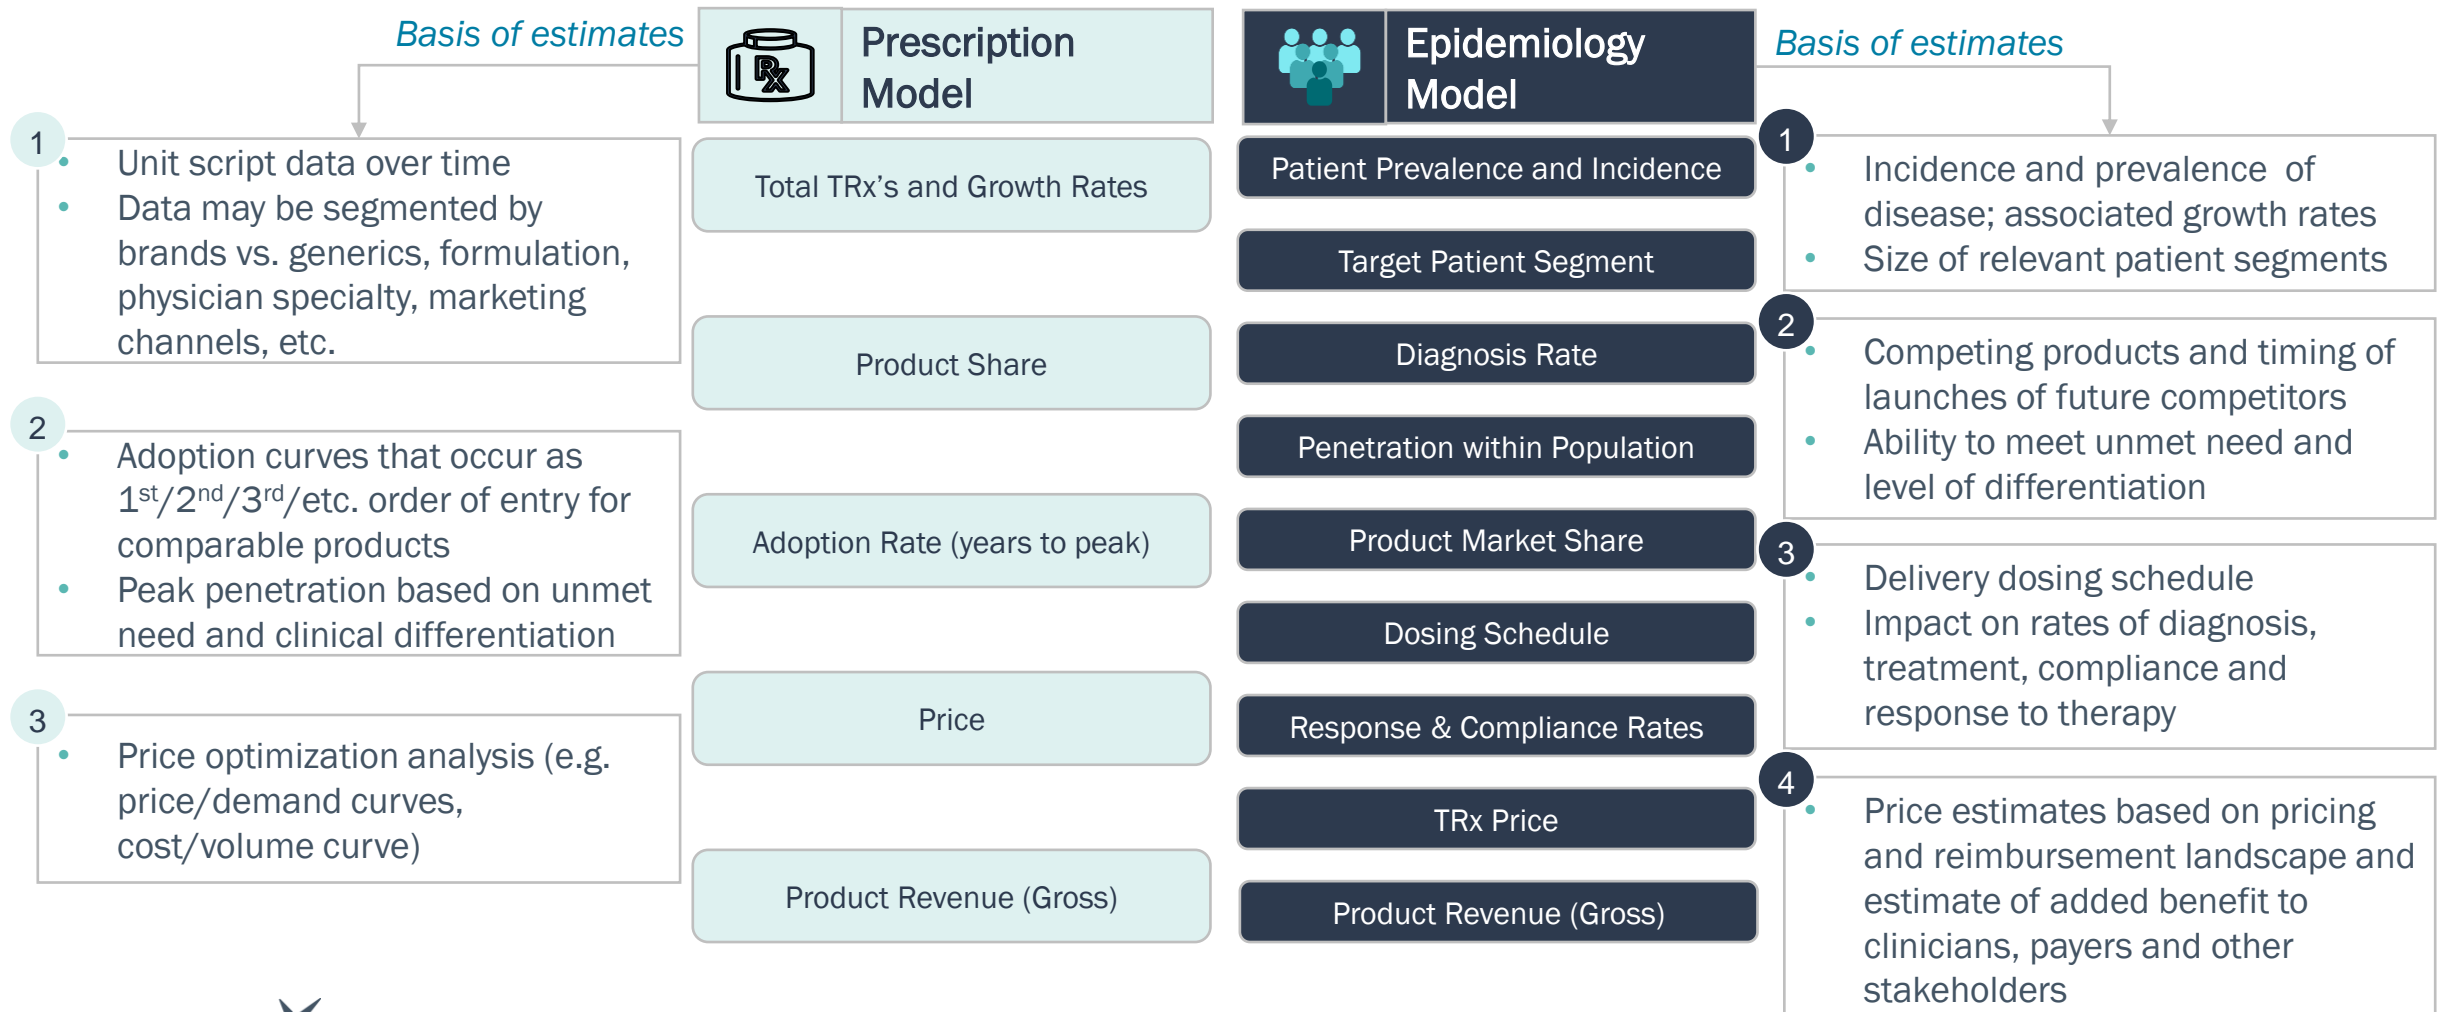 Basis of estimates
Prescription
Model
Epidemiology
Model
Basis of estimates
1
• Unit script data over time
• Data may be segmented by
brands vs. generics, formulation,
physician specialty, marketing
channels, etc.
2
• Adoption curves that occur as
1st/2nd/3rd/etc. order of entry for
comparable products
• Peak penetration based on unmet
need and clinical differentiation
3
• Price optimization analysis (e.g.
price/demand curves,
cost/volume curve)
Rx
Total TRx’s and Growth Rates
Product Share
Adoption Rate (years to peak)
Price
Product Revenue (Gross)
Patient Prevalence and Incidence
Target Patient Segment
Diagnosis Rate
Penetration within Population
Product Market Share
Dosing Schedule
Response & Compliance Rates
TRx Price
Product Revenue (Gross)
1
• Incidence and prevalence of
disease; associated growth rates
• Size of relevant patient segments
2
• Competing products and timing of
launches of future competitors
• Ability to meet unmet need and
level of differentiation
3
• Delivery dosing schedule
• Impact on rates of diagnosis,
treatment, compliance and
response to therapy
4
• Price estimates based on pricing
and reimbursement landscape and
estimate of added benefit to
clinicians, payers and other
stakeholders